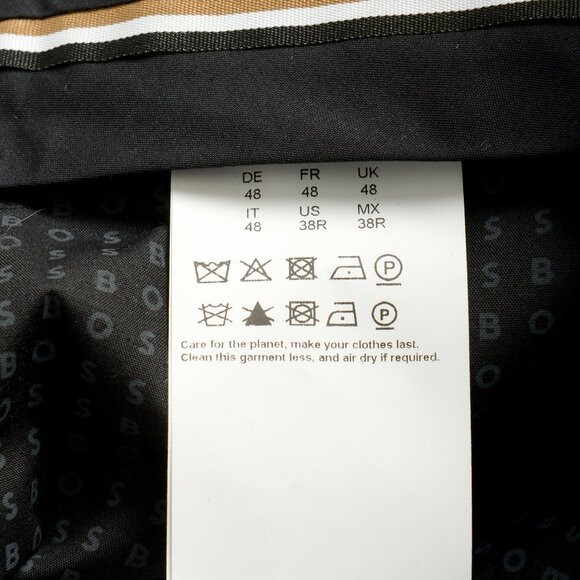 DE FR UK
48 48 48
IT US MX
48 38R 38R
P
P
Care for the planet, make your clothes last.
Clean this garment less, and air dry if required.
BOSS